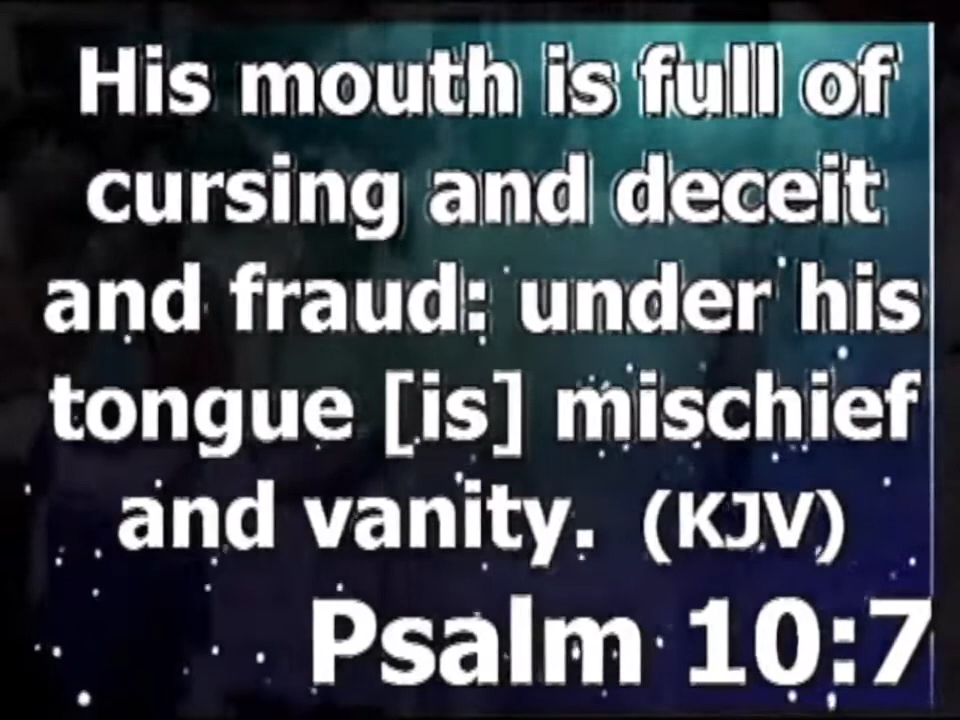 His mouth is full of
cursing and deceit
and fraud: under his
tongue [is] mischief
and vanity. (KJV)
Psalm 10:7